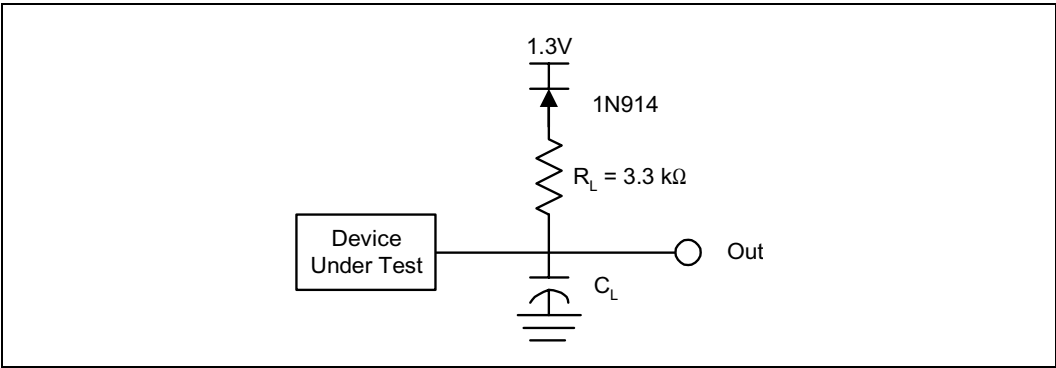 1.3V
1N914
R_L = 3.3 kΩ
Device
Under Test
Out
C_L